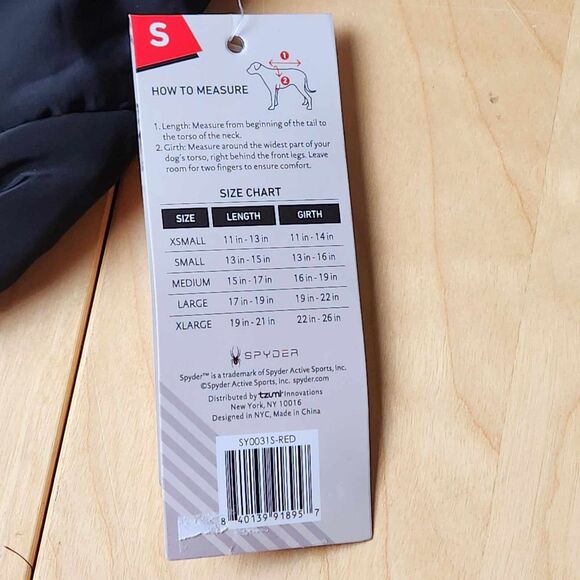 S
HOW TO MEASURE
1
2
1. Length: Measure from beginning of the tail to
the torso of the neck.
2. Girth: Measure around the widest part of your
dog's torso, right behind the front legs. Leave
room for two fingers to ensure comfort.
SIZE CHART
SIZE LENGTH GIRTH
XSMALL 11 in - 13 in 11 in - 14 in
SMALL 13 in - 15 in 13 in - 16 in
MEDIUM 15 in - 17 in 16 in - 19 in
LARGE 17 in - 19 in 19 in - 22 in
XLARGE 19 in - 21 in 22 in - 26 in
SPYDER
Spyder™ is a trademark of Spyder Active Sports, Inc.
©Spyder Active Sports, Inc. spyder.com
Distributed by tzumi Innovations
New York, NY 10016
Designed in NYC, Made in China
SY0031S-RED
8 40139 91895 7